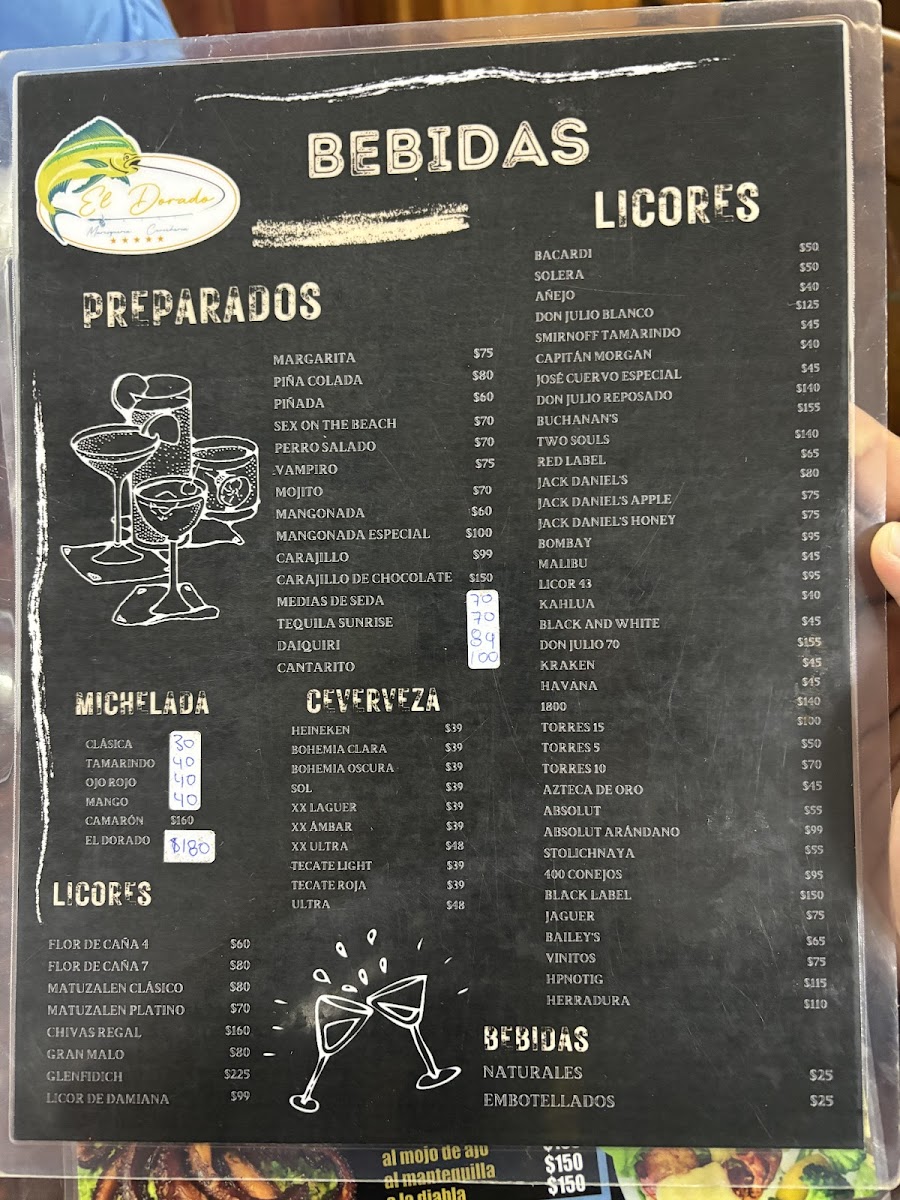 BEBIDAS
El Dorado
PREPARADOS
MARGARITA $75
PIÑA COLADA $80
PIÑADA $60
SEX ON THE BEACH $70
PERRO SALADO $70
VAMPIRO $75
MOJITO $70
MANGONADA $60
MANGONADA ESPECIAL $100
CARAJILLO $99
CARAJILLO DE CHOCOLATE $150
MEDIAS DE SEDA 70
TEQUILA SUNRISE 70
DAIQUIRI 89
CANTARITO 100
MICHELADA
CLÁSICA 30
TAMARINDO 40
OJO ROJO 40
MANGO 40
CAMARÓN $160
EL DORADO $180
CEVERVEZA
HEINEKEN $39
BOHEMIA CLARA $39
BOHEMIA OSCURA $39
SOL $39
XX LAGUER $39
XX ÁMBAR $39
XX ULTRA $48
TECATE LIGHT $39
TECATE ROJA $39
ULTRA $48
LICORES
FLOR DE CAÑA 4 $60
FLOR DE CAÑA 7 $80
MATUZALEN CLÁSICO $80
MATUZALEN PLATINO $70
CHIVAS REGAL $160
GRAN MALO $80
GLENFIDICH $225
LICOR DE DAMIANA $99
LICORES
BACARDI $50
SOLERA $50
AÑEJO $40
DON JULIO BLANCO $125
SMIRNOFF TAMARINDO $45
CAPITÁN MORGAN $40
JOSÉ CUERVO ESPECIAL $45
DON JULIO REPOSADO $140
BUCHANAN'S $155
TWO SOULS $140
RED LABEL $65
JACK DANIEL'S $80
JACK DANIEL'S APPLE $75
JACK DANIEL'S HONEY $75
BOMBAY $95
MALIBU $45
LICOR 43 $95
KAHLUA $40
BLACK AND WHITE $45
DON JULIO 70 $155
KRAKEN $45
HAVANA $45
1800 $140
TORRES 15 $100
TORRES 5 $50
TORRES 10 $70
AZTECA DE ORO $45
ABSOLUT $55
ABSOLUT ARÁNDANO $99
STOLICHNAYA $55
400 CONEJOS $95
BLACK LABEL $150
JAGUER $75
BAILEY'S $65
VINITOS $75
HPNOTIG $115
HERRADURA $110
BEBIDAS
NATURALES $25
EMBOTELLADOS $25
al mojo de ajo
al mantequilla $150
a la diabla $150